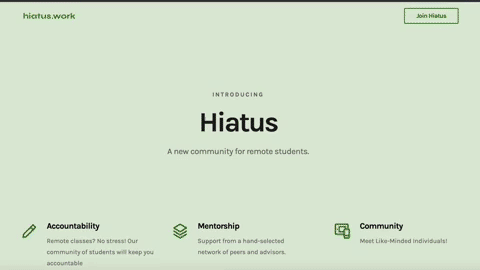 hiatus.work
Join Hiatus
INTRODUCING
Hiatus
A new community for remote students.
Accountability
Remote classes? No stress! Our
community of students will keep you
accountable
Mentorship
Support from a hand-selected
network of peers and advisors.
Community
Meet Like-Minded Individuals!